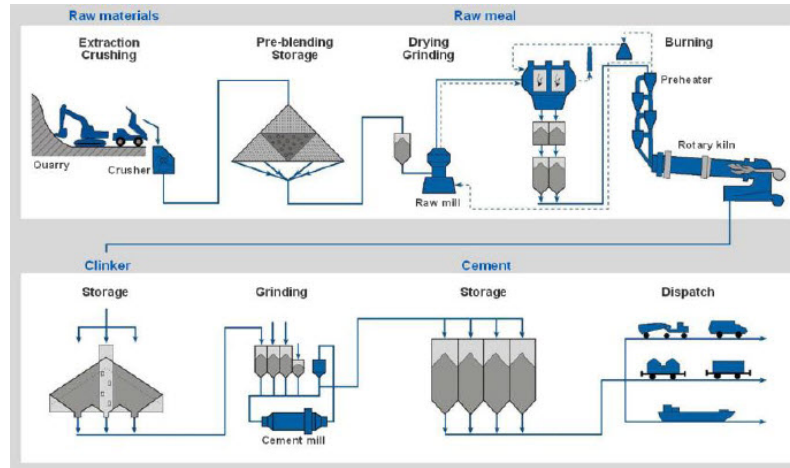 Raw materials
Raw meal
Extraction
Crushing
Pre-blending
Storage
Drying
Grinding
Burning
Preheater
Rotary kiln
Quarry
Crusher
Raw mill
Clinker
Cement
Storage
Grinding
Storage
Dispatch
Cement mill